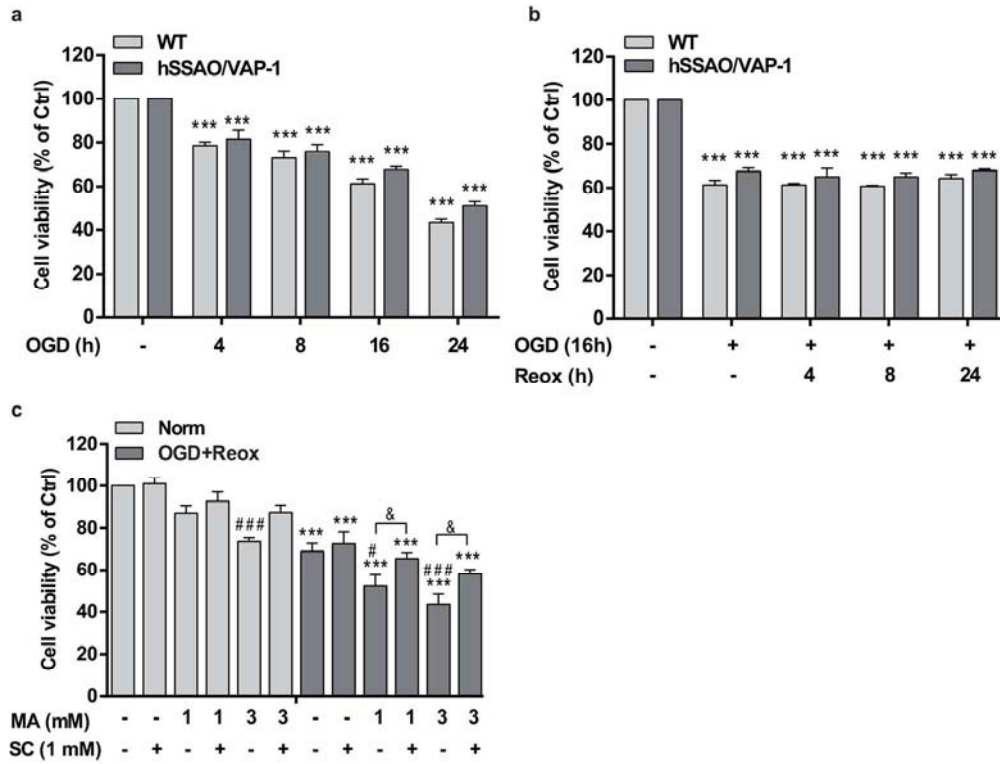 a
WT
hSSAO/VAP-1
Cell viability (% of Ctrl)
120
100
80
60
40
20
0
*** *** *** *** *** *** *** ***
OGD (h) - 4 8 16 24
b
WT
hSSAO/VAP-1
Cell viability (% of Ctrl)
120
100
80
60
40
20
0
*** *** *** *** *** *** *** ***
OGD (16h) - + + + +
Reox (h) - - 4 8 24
c
Norm
OGD+Reox
Cell viability (% of Ctrl)
120
100
80
60
40
20
0
& &
### *** *** # *** ### ***
*** ***
MA (mM) - - 1 1 3 3 - - 1 1 3 3
SC (1 mM) - + - + - + - + - + - +